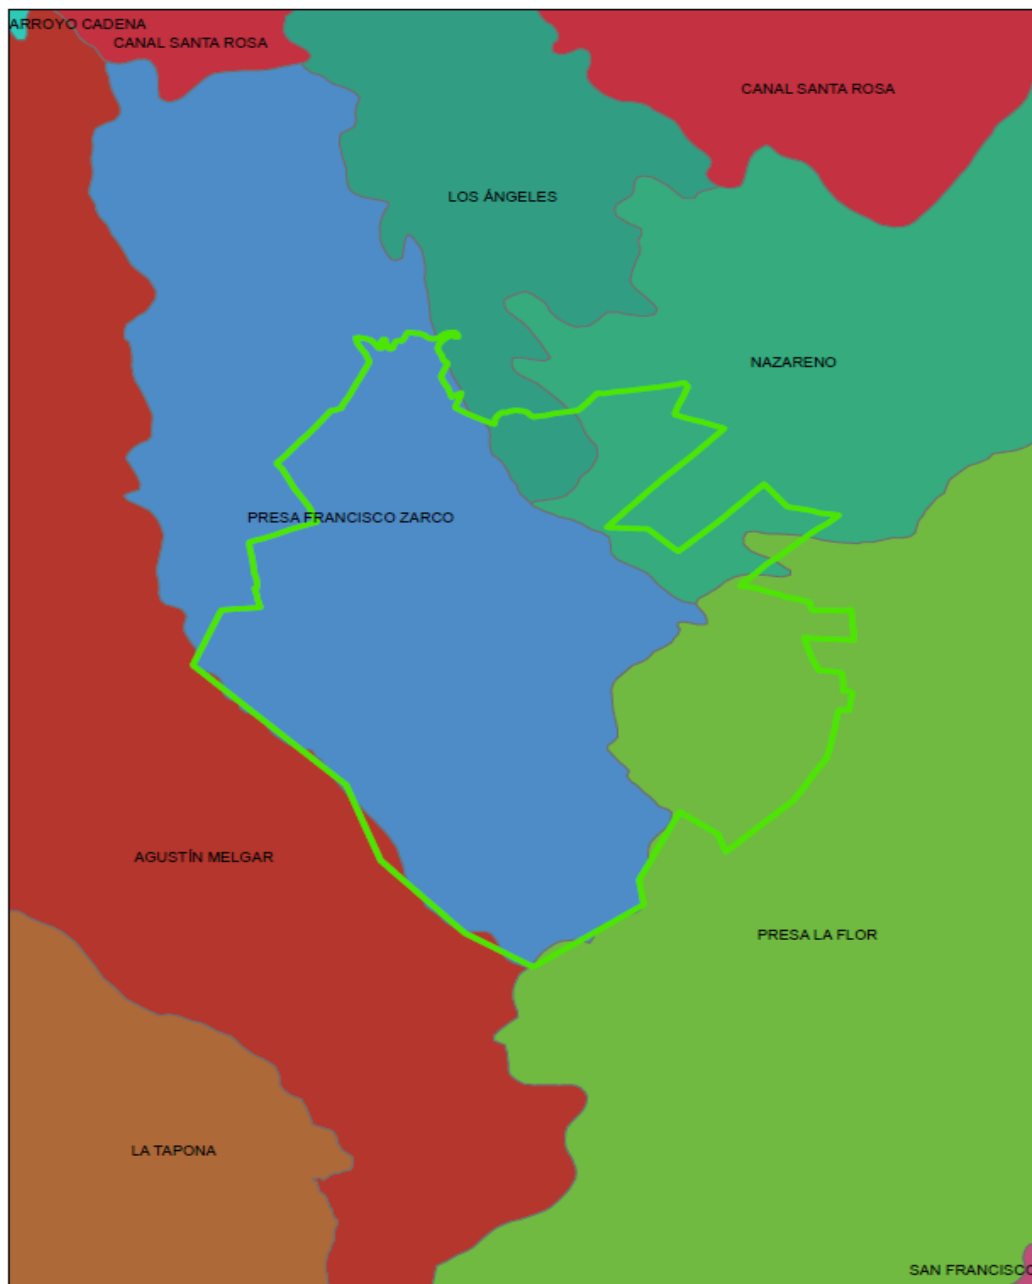 ARROYO CADENA
CANAL SANTA ROSA
CANAL SANTA ROSA
LOS ÁNGELES
NAZARENO
PRESA FRANCISCO ZARCO
AGUSTÍN MELGAR
PRESA LA FLOR
LA TAPONA
SAN FRANCISCO